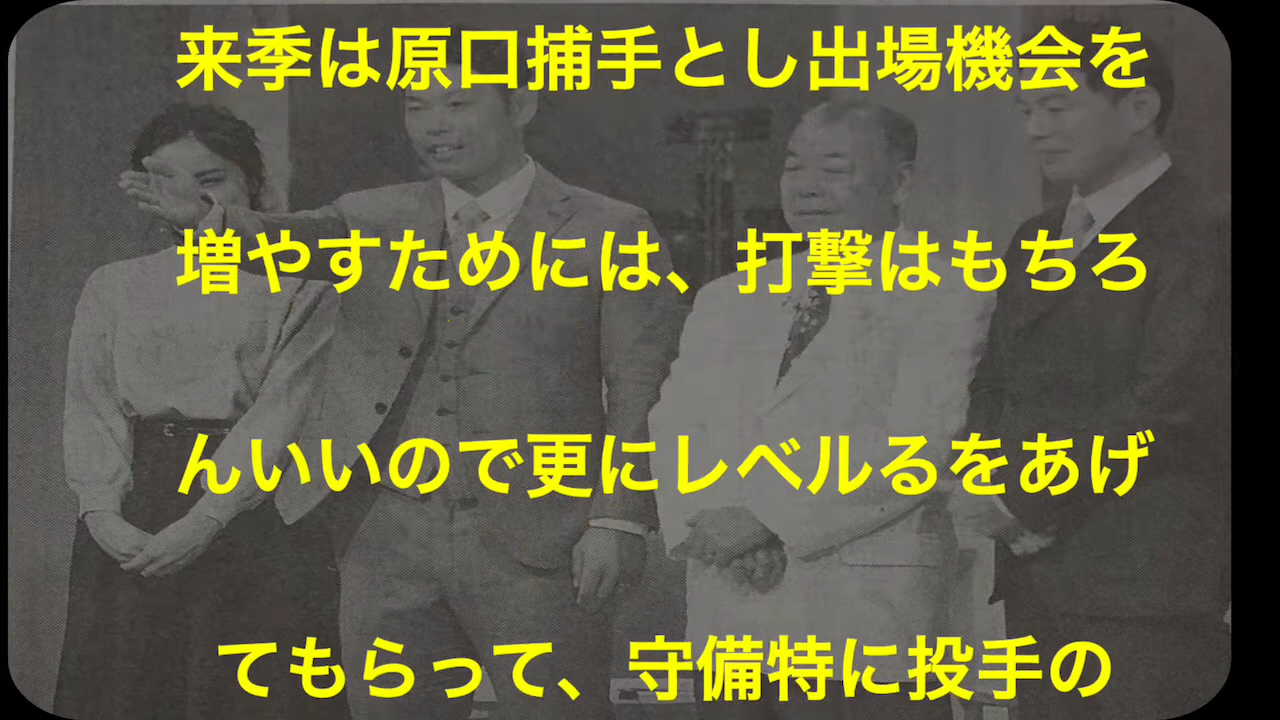 来季は原口捕手とし出場機会を
増やすためには、打撃はもちろ
んいいので更にレベルるをあげ
てもらって、守備特に投手の